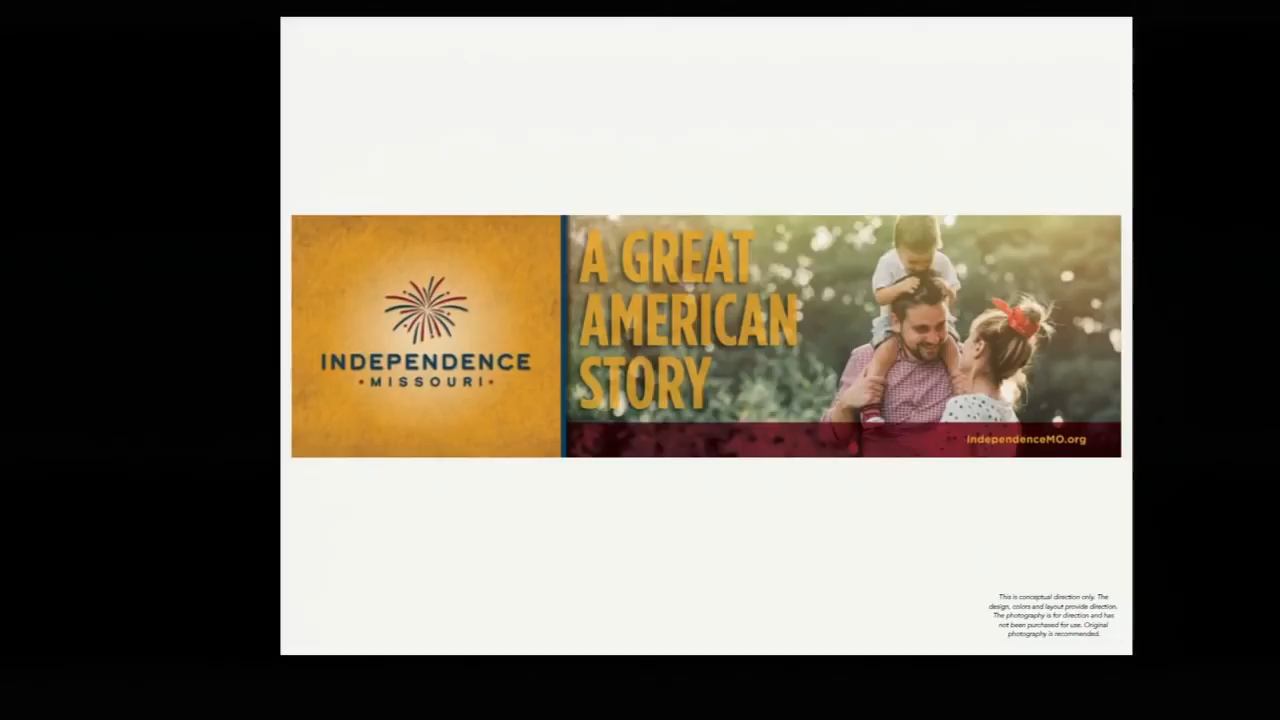 INDEPENDENCE
•MISSOURI•
A GREAT
AMERICAN
STORY
IndependenceMO.org
This is conceptual direction only. The
design, colors and layout provide direction.
The photography is for direction and has
not been purchased for use. Original
photography is recommended.